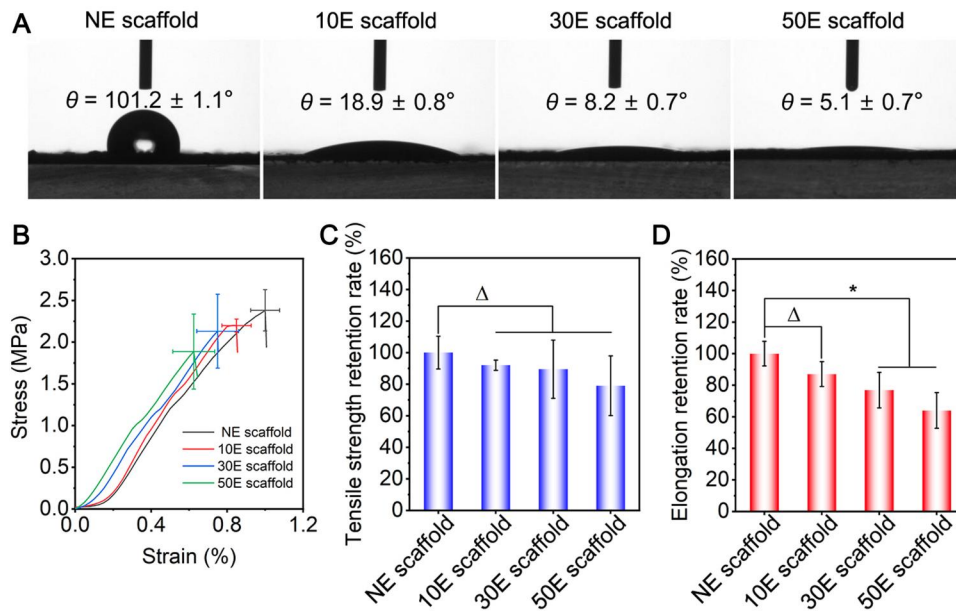 A
NE scaffold
10E scaffold
30E scaffold
50E scaffold
θ = 101.2 ± 1.1°
θ = 18.9 ± 0.8°
θ = 8.2 ± 0.7°
θ = 5.1 ± 0.7°
B
Stress (MPa)
3.0
2.5
2.0
1.5
1.0
0.5
0.0
NE scaffold
10E scaffold
30E scaffold
50E scaffold
0.0
0.4
0.8
1.2
Strain (%)
C
Tensile strength retention rate (%)
160
140
120
100
80
60
40
20
0
Δ
NE scaffold
10E scaffold
30E scaffold
50E scaffold
D
Elongation retention rate (%)
160
140
120
100
80
60
40
20
0
*
Δ
NE scaffold
10E scaffold
30E scaffold
50E scaffold